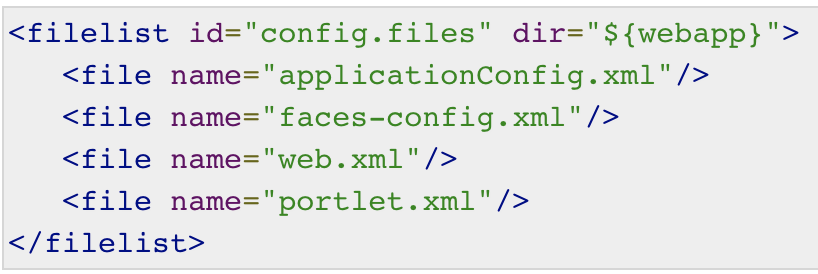 <filelist id="config.files" dir="${webapp}">
   <file name="applicationConfig.xml"/>
   <file name="faces-config.xml"/>
   <file name="web.xml"/>
   <file name="portlet.xml"/>
</filelist>